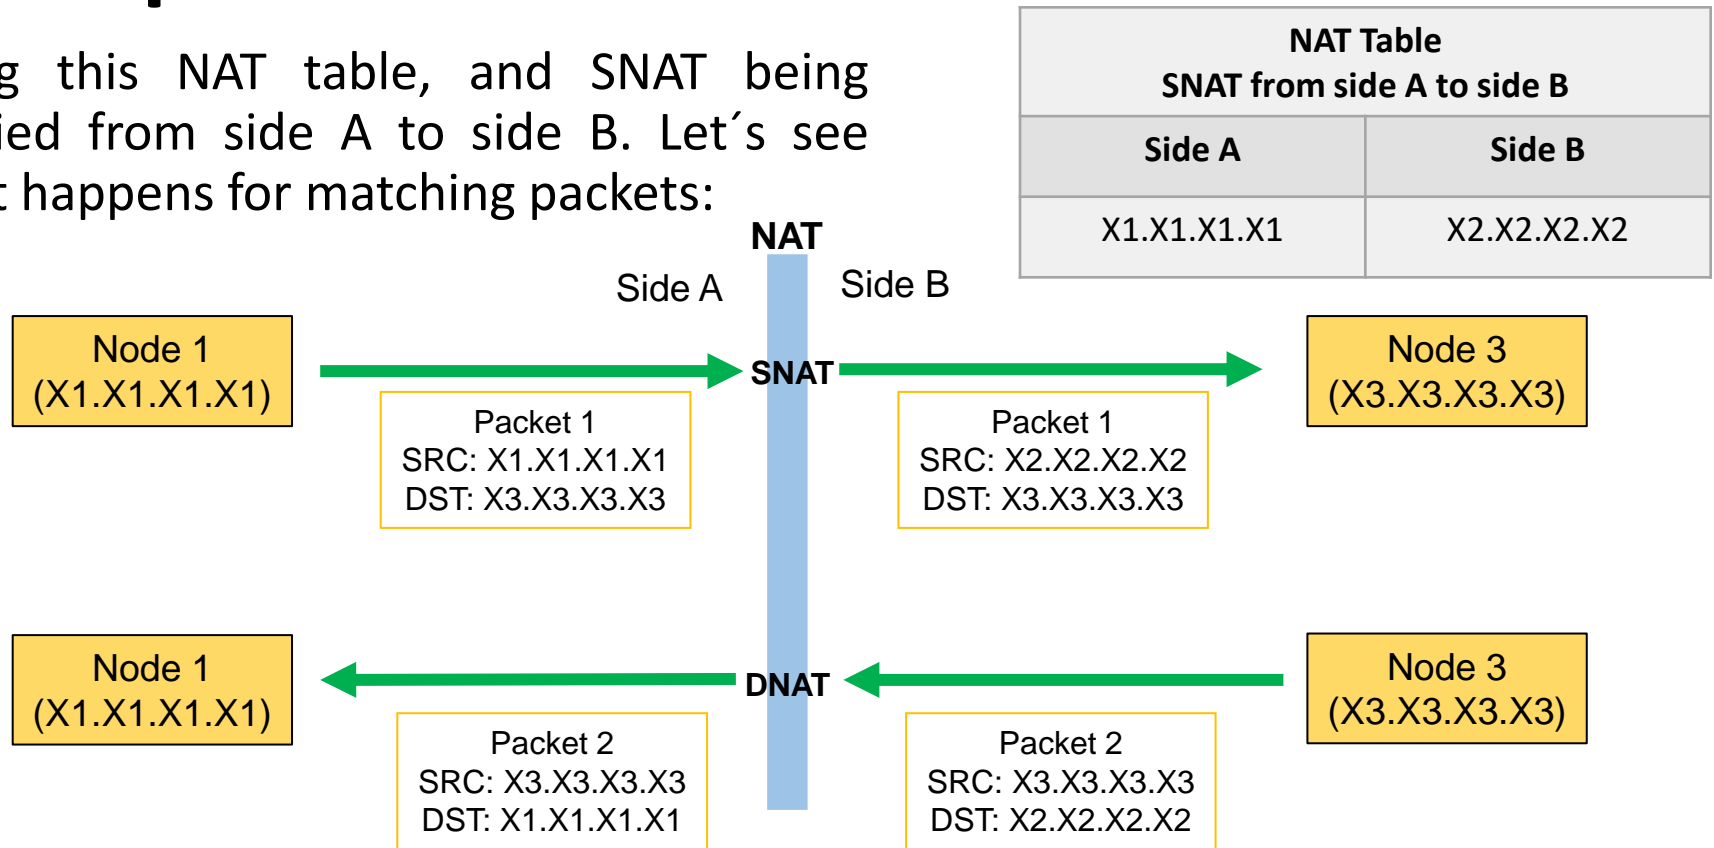 g this NAT table, and SNAT being
ied from side A to side B. Let´s see
t happens for matching packets:
NAT Table
SNAT from side A to side B
Side A Side B
X1.X1.X1.X1 X2.X2.X2.X2
NAT
Side A Side B
Node 1
(X1.X1.X1.X1)
SNAT
Node 3
(X3.X3.X3.X3)
Packet 1
SRC: X1.X1.X1.X1
DST: X3.X3.X3.X3
Packet 1
SRC: X2.X2.X2.X2
DST: X3.X3.X3.X3
Node 1
(X1.X1.X1.X1)
DNAT
Node 3
(X3.X3.X3.X3)
Packet 2
SRC: X3.X3.X3.X3
DST: X1.X1.X1.X1
Packet 2
SRC: X3.X3.X3.X3
DST: X2.X2.X2.X2